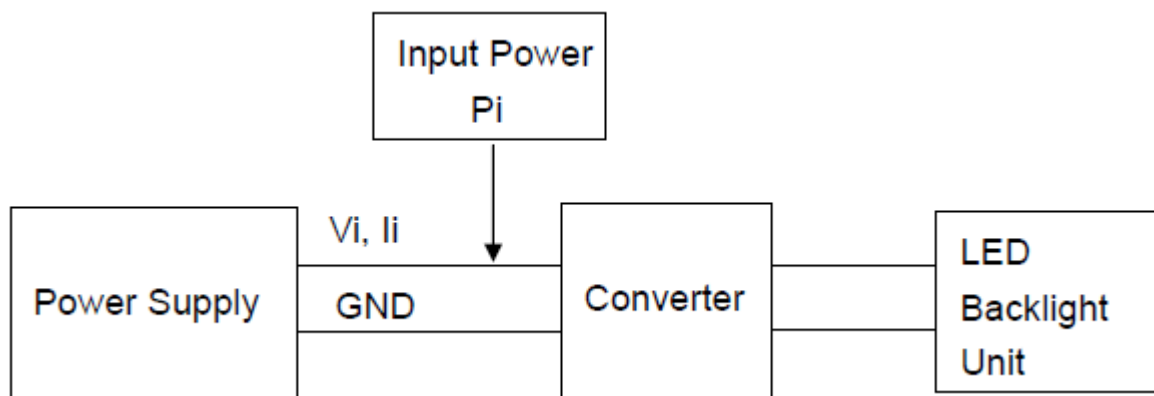 Input Power
Pi
Vi, Ii
Power Supply
GND
Converter
LED
Backlight
Unit